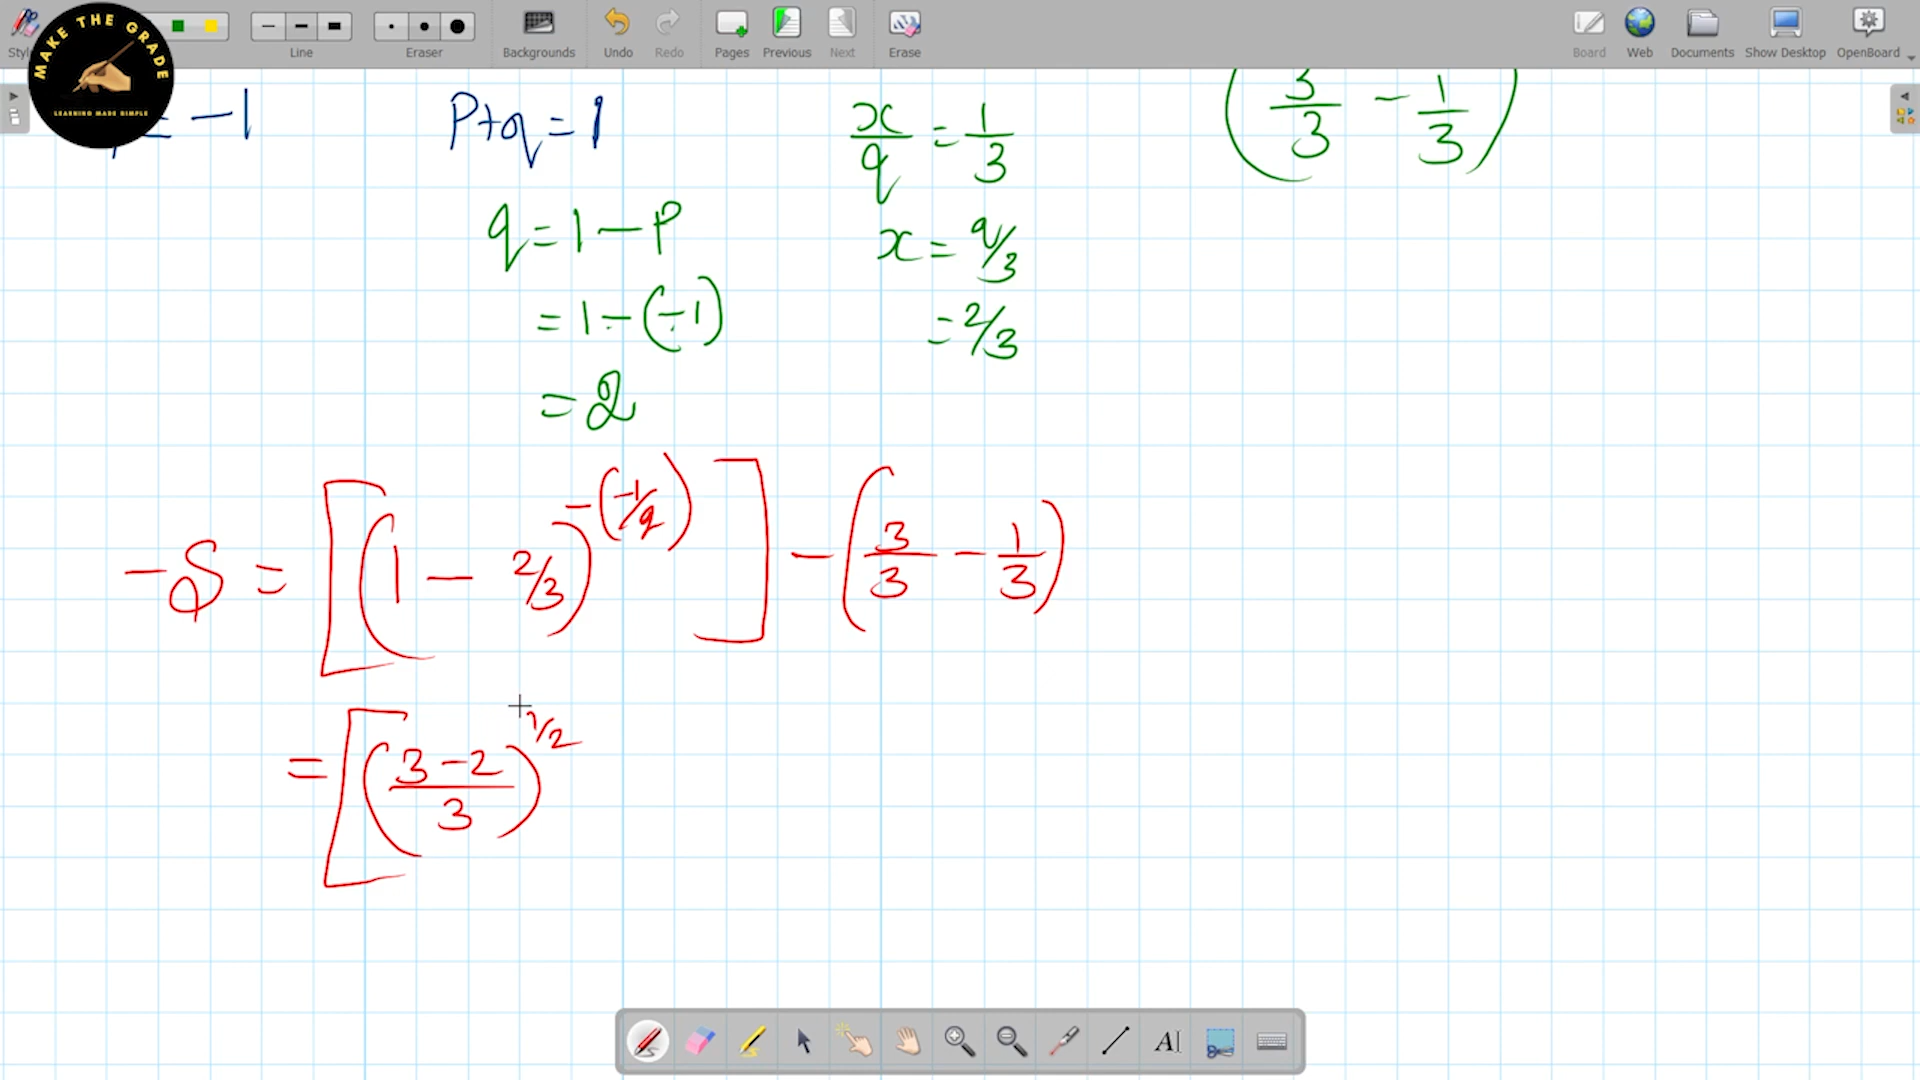 Line
Eraser
Backgrounds
Undo
Redo
Pages
Previous
Next
Erase
Board
Web
Documents
Show Desktop
OpenBoard
MAKE THE GRADE
LEARNING MADE SIMPLE
= -1
P+q = 1
x/q = 1/3
(3/3 - 1/3)
q = 1 - P
x = q/3
= 1 - (-1)
= 2/3
= 2
-S = [(1 - 2/3)^-(-1/2)] - (3/3 - 1/3)
= [((3-2)/3)^1/2